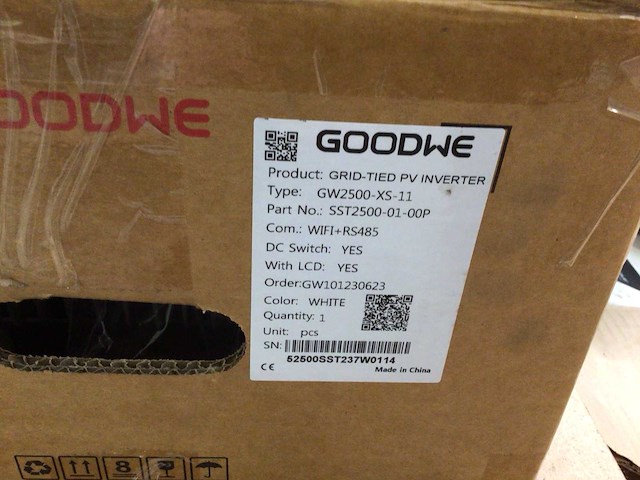 OODWE
GOODWE
Product: GRID-TIED PV INVERTER
Type: GW2500-XS-11
Part No.: SST2500-01-00P
Com.: WIFI+RS485
DC Switch: YES
With LCD: YES
Order:GW101230623
Color: WHITE
Quantity: 1
Unit: pcs
SN:
52500SST237W0114
CE Made in China
8